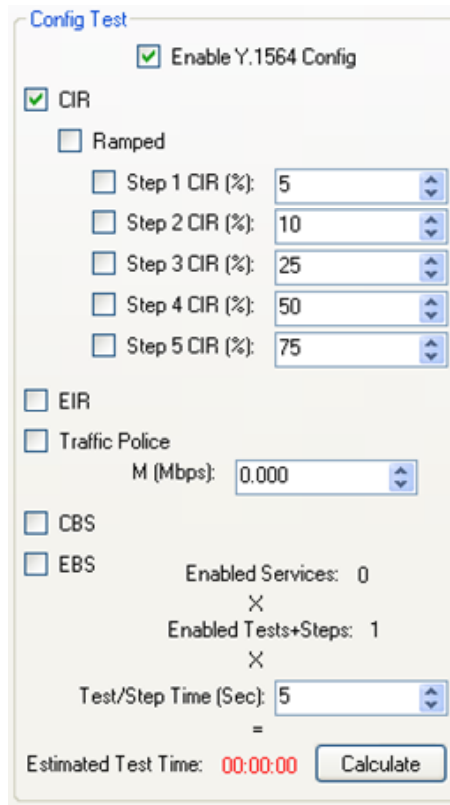 Config Test
Enable Y.1564 Config
CIR
Ramped
Step 1 CIR (%): 5
Step 2 CIR (%): 10
Step 3 CIR (%): 25
Step 4 CIR (%): 50
Step 5 CIR (%): 75
EIR
Traffic Police
M (Mbps): 0.000
CBS
EBS
Enabled Services: 0
X
Enabled Tests+Steps: 1
X
Test/Step Time (Sec): 5
=
Estimated Test Time: 00:00:00 Calculate